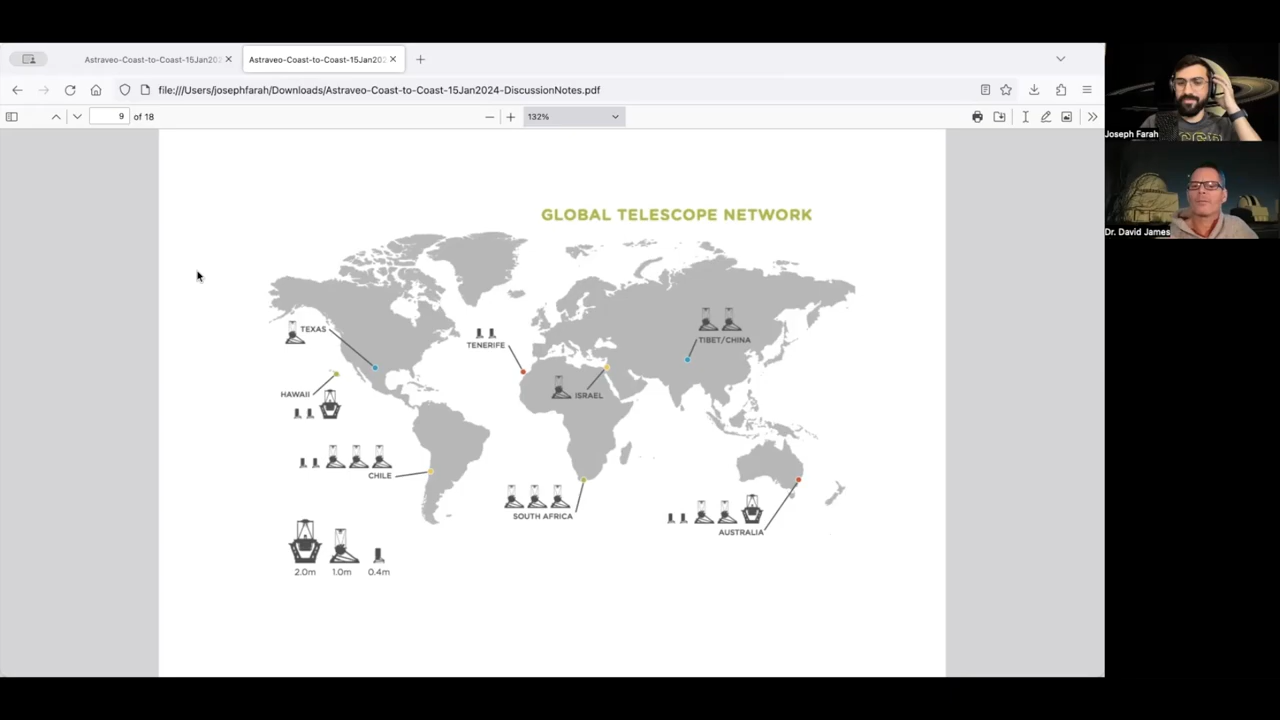 Astraveo-Coast-to-Coast-15Jan202
Astraveo-Coast-to-Coast-15Jan202
file:///Users/josephfarah/Downloads/Astraveo-Coast-to-Coast-15Jan2024-DiscussionNotes.pdf
9 of 18
132%
Joseph Farah
Dr. David James
GLOBAL TELESCOPE NETWORK
TEXAS
TENERIFE
TIBET/CHINA
HAWAII
ISRAEL
CHILE
SOUTH AFRICA
AUSTRALIA
2.0m 1.0m 0.4m